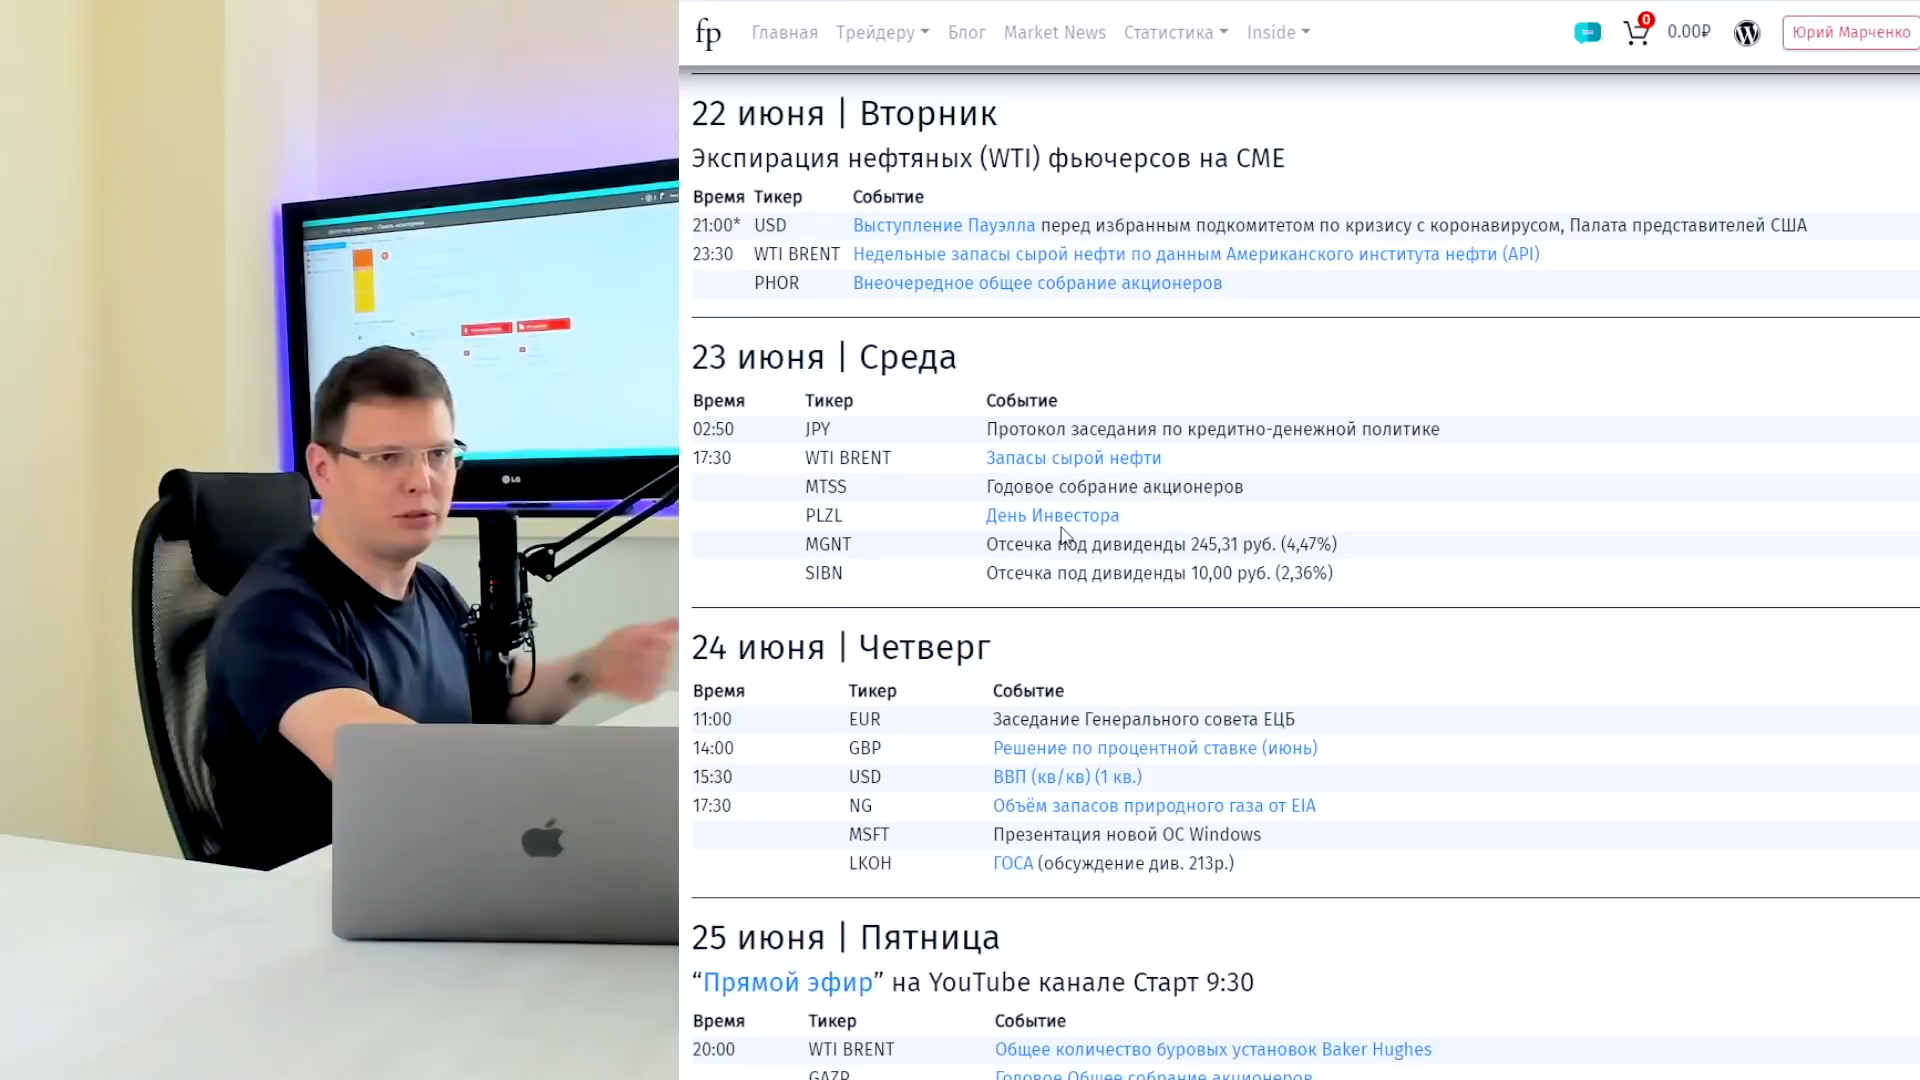 fp Главная Трейдеру Блог Market News Статистика Inside 0 0.00₽ Юрий Марченко
22 июня | Вторник
Экспирация нефтяных (WTI) фьючерсов на CME
Время Тикер Событие
21:00* USD Выступление Пауэлла перед избранным подкомитетом по кризису с коронавирусом, Палата представителей США
23:30 WTI BRENT Недельные запасы сырой нефти по данным Американского института нефти (API)
PHOR Внеочередное общее собрание акционеров
23 июня | Среда
Время Тикер Событие
02:50 JPY Протокол заседания по кредитно-денежной политике
17:30 WTI BRENT Запасы сырой нефти
MTSS Годовое собрание акционеров
PLZL День Инвестора
MGNT Отсечка под дивиденды 245,31 руб. (4,47%)
SIBN Отсечка под дивиденды 10,00 руб. (2,36%)
24 июня | Четверг
Время Тикер Событие
11:00 EUR Заседание Генерального совета ЕЦБ
14:00 GBP Решение по процентной ставке (июнь)
15:30 USD ВВП (кв/кв) (1 кв.)
17:30 NG Объём запасов природного газа от EIA
MSFT Презентация новой ОС Windows
LKOH ГОСА (обсуждение див. 213р.)
25 июня | Пятница
“Прямой эфир” на YouTube канале Старт 9:30
Время Тикер Событие
20:00 WTI BRENT Общее количество буровых установок Baker Hughes
GAZP Годовое Общее собрание акционеров
LG